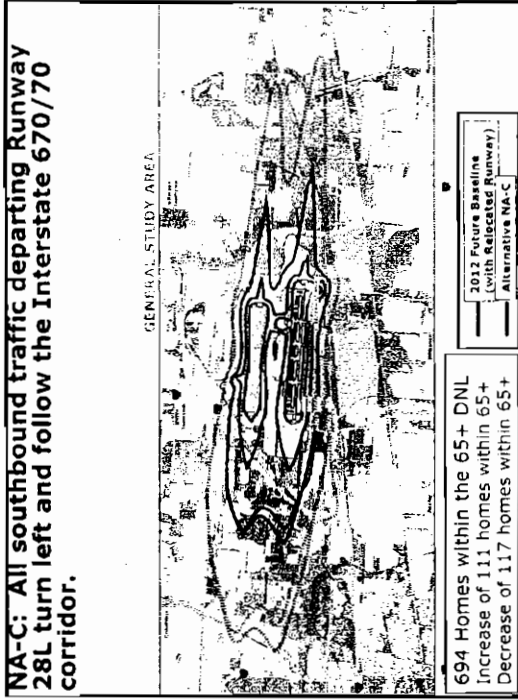 NA-C: All southbound traffic departing Runway
28L turn left and follow the Interstate 670/70
corridor.
GENERAL STUDY AREA
694 Homes within the 65+ DNL
Increase of 111 homes within 65+
Decrease of 117 homes within 65+
2012 Future Baseline
(with Relocated Runway)
Alternative NA-C